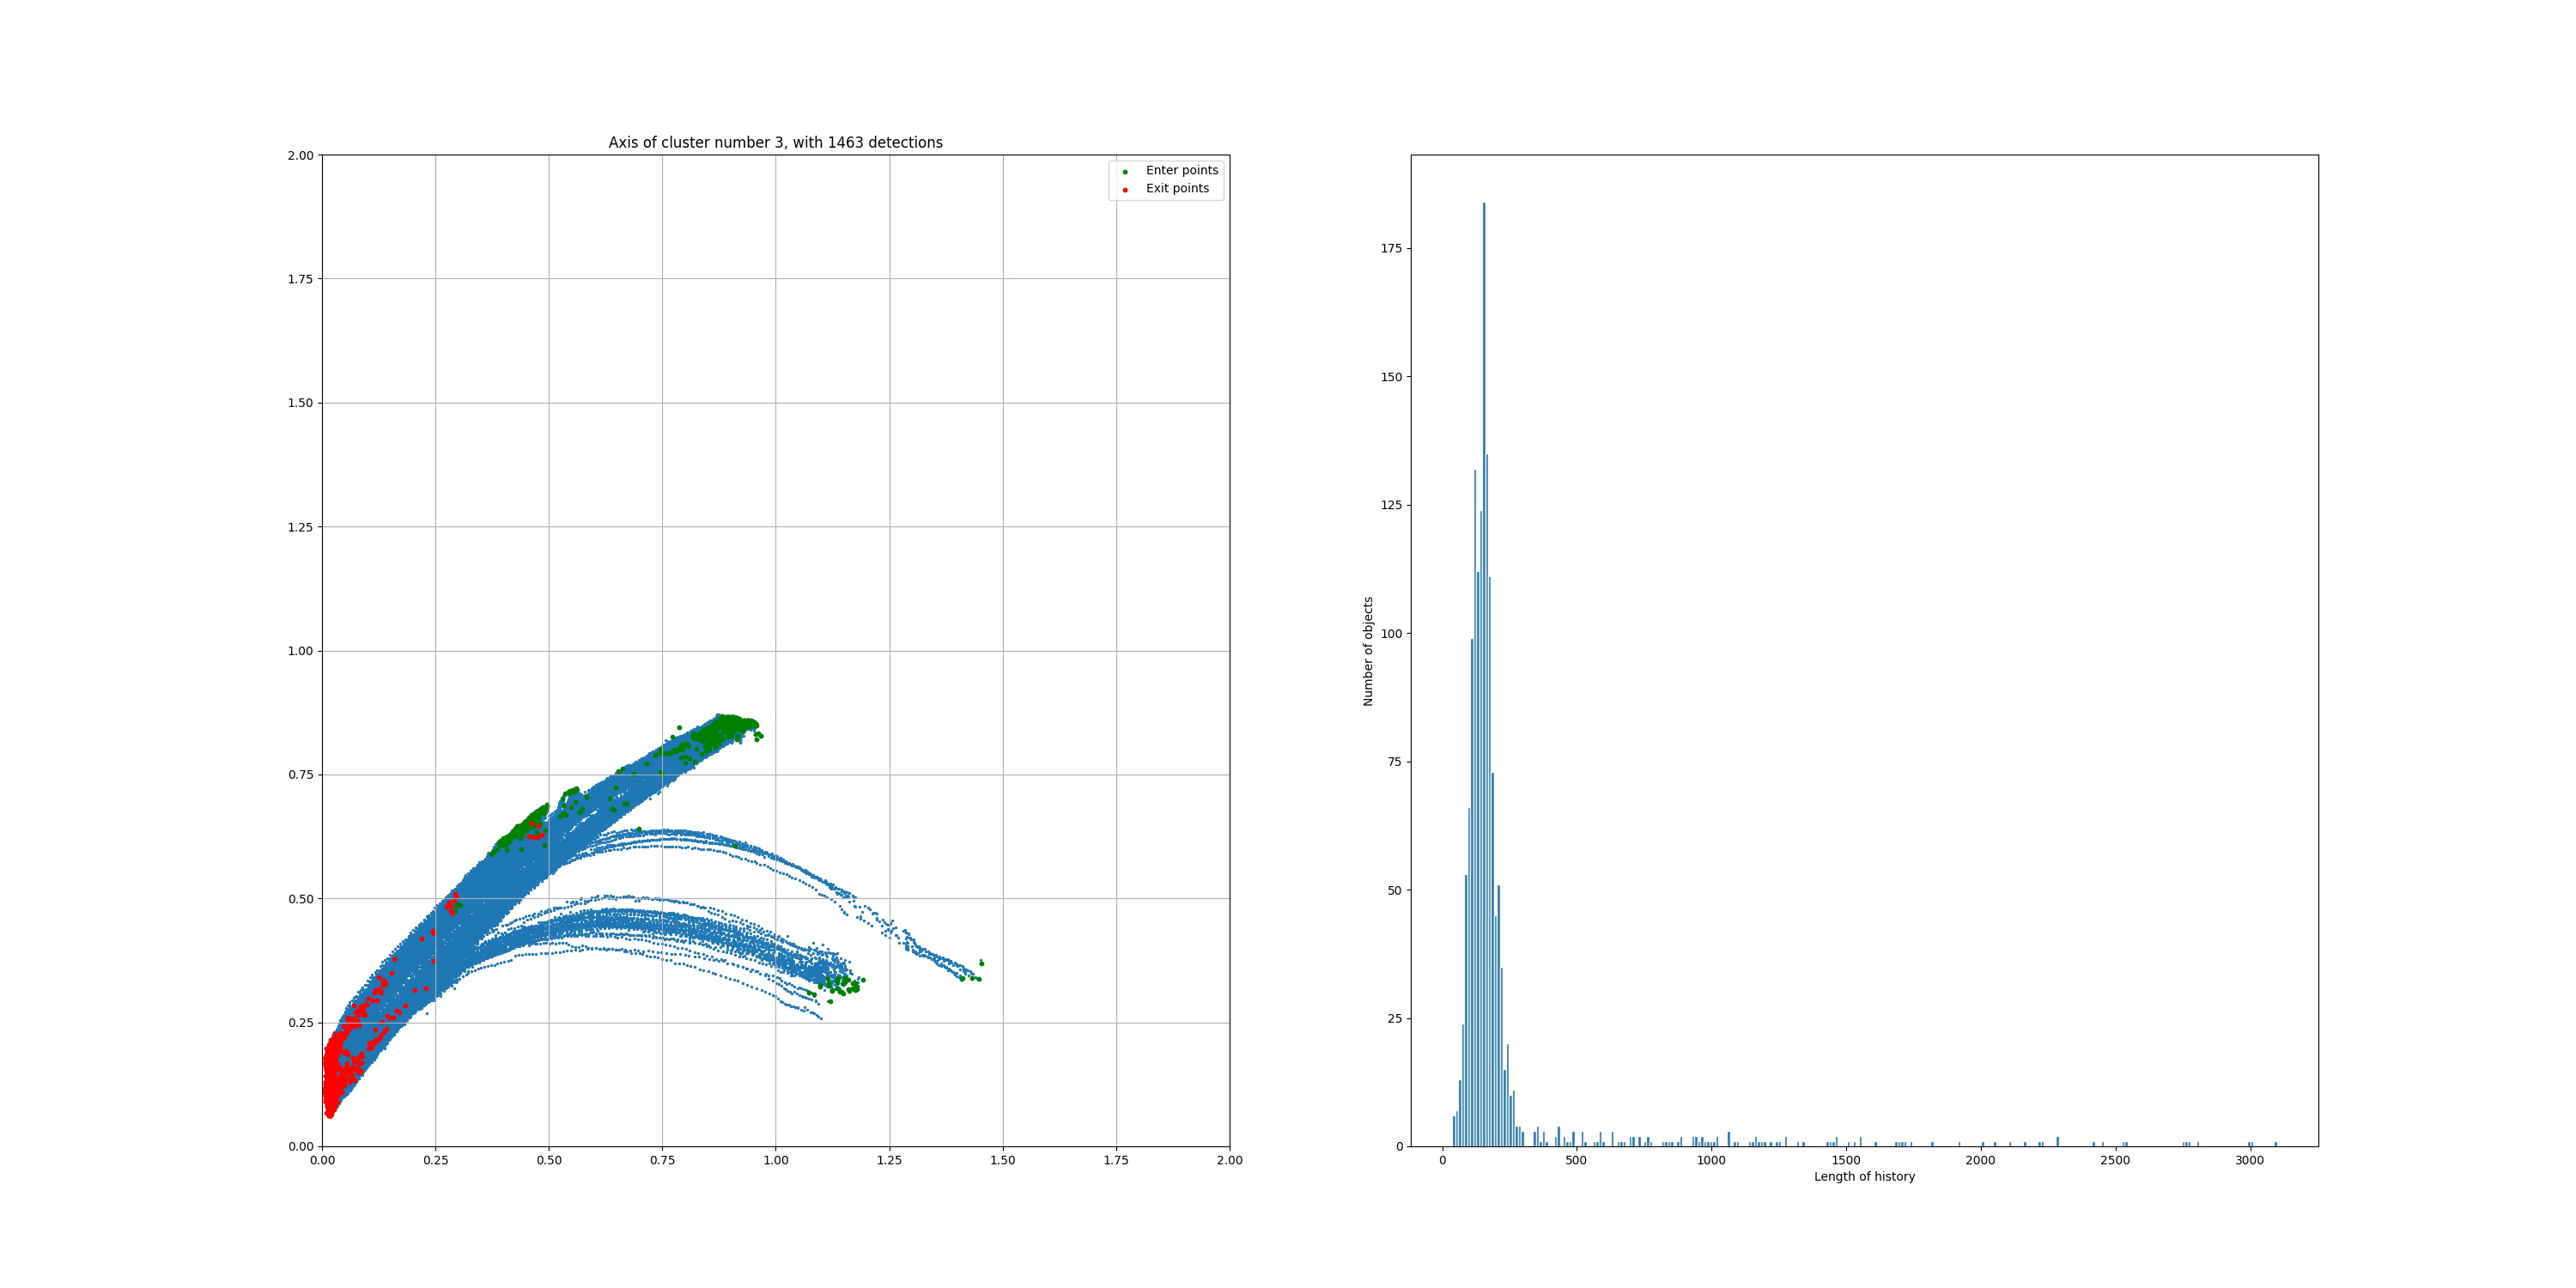 Axis of cluster number 3, with 1463 detections
Enter points
Exit points
2.00
1.75
1.50
1.25
1.00
0.75
0.50
0.25
0.00
0.00 0.25 0.50 0.75 1.00 1.25 1.50 1.75 2.00
Number of objects
175
150
125
100
75
50
25
0
0 500 1000 1500 2000 2500 3000
Length of history